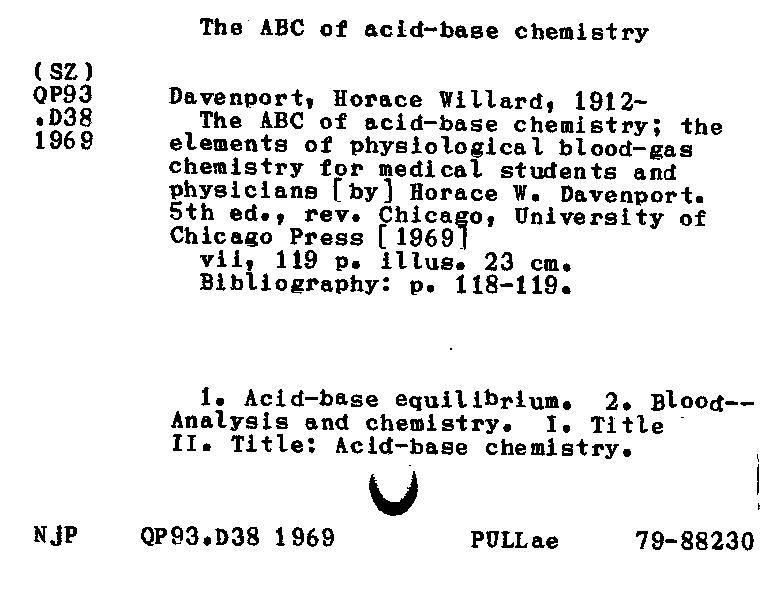 The ABC of acid-base chemistry
(SZ)
QP93
.D38
1969
Davenport, Horace Willard, 1912-
The ABC of acid-base chemistry; the
elements of physiological blood-gas
chemistry for medical students and
physicians [by] Horace W. Davenport.
5th ed., rev. Chicago, University of
Chicago Press [1969]
vii, 119 p. illus. 23 cm.
Bibliography: p. 118-119.
1. Acid-base equilibrium. 2. Blood--
Analysis and chemistry. I. Title
II. Title: Acid-base chemistry.
NjP QP93.D38 1969 PULLae 79-88230